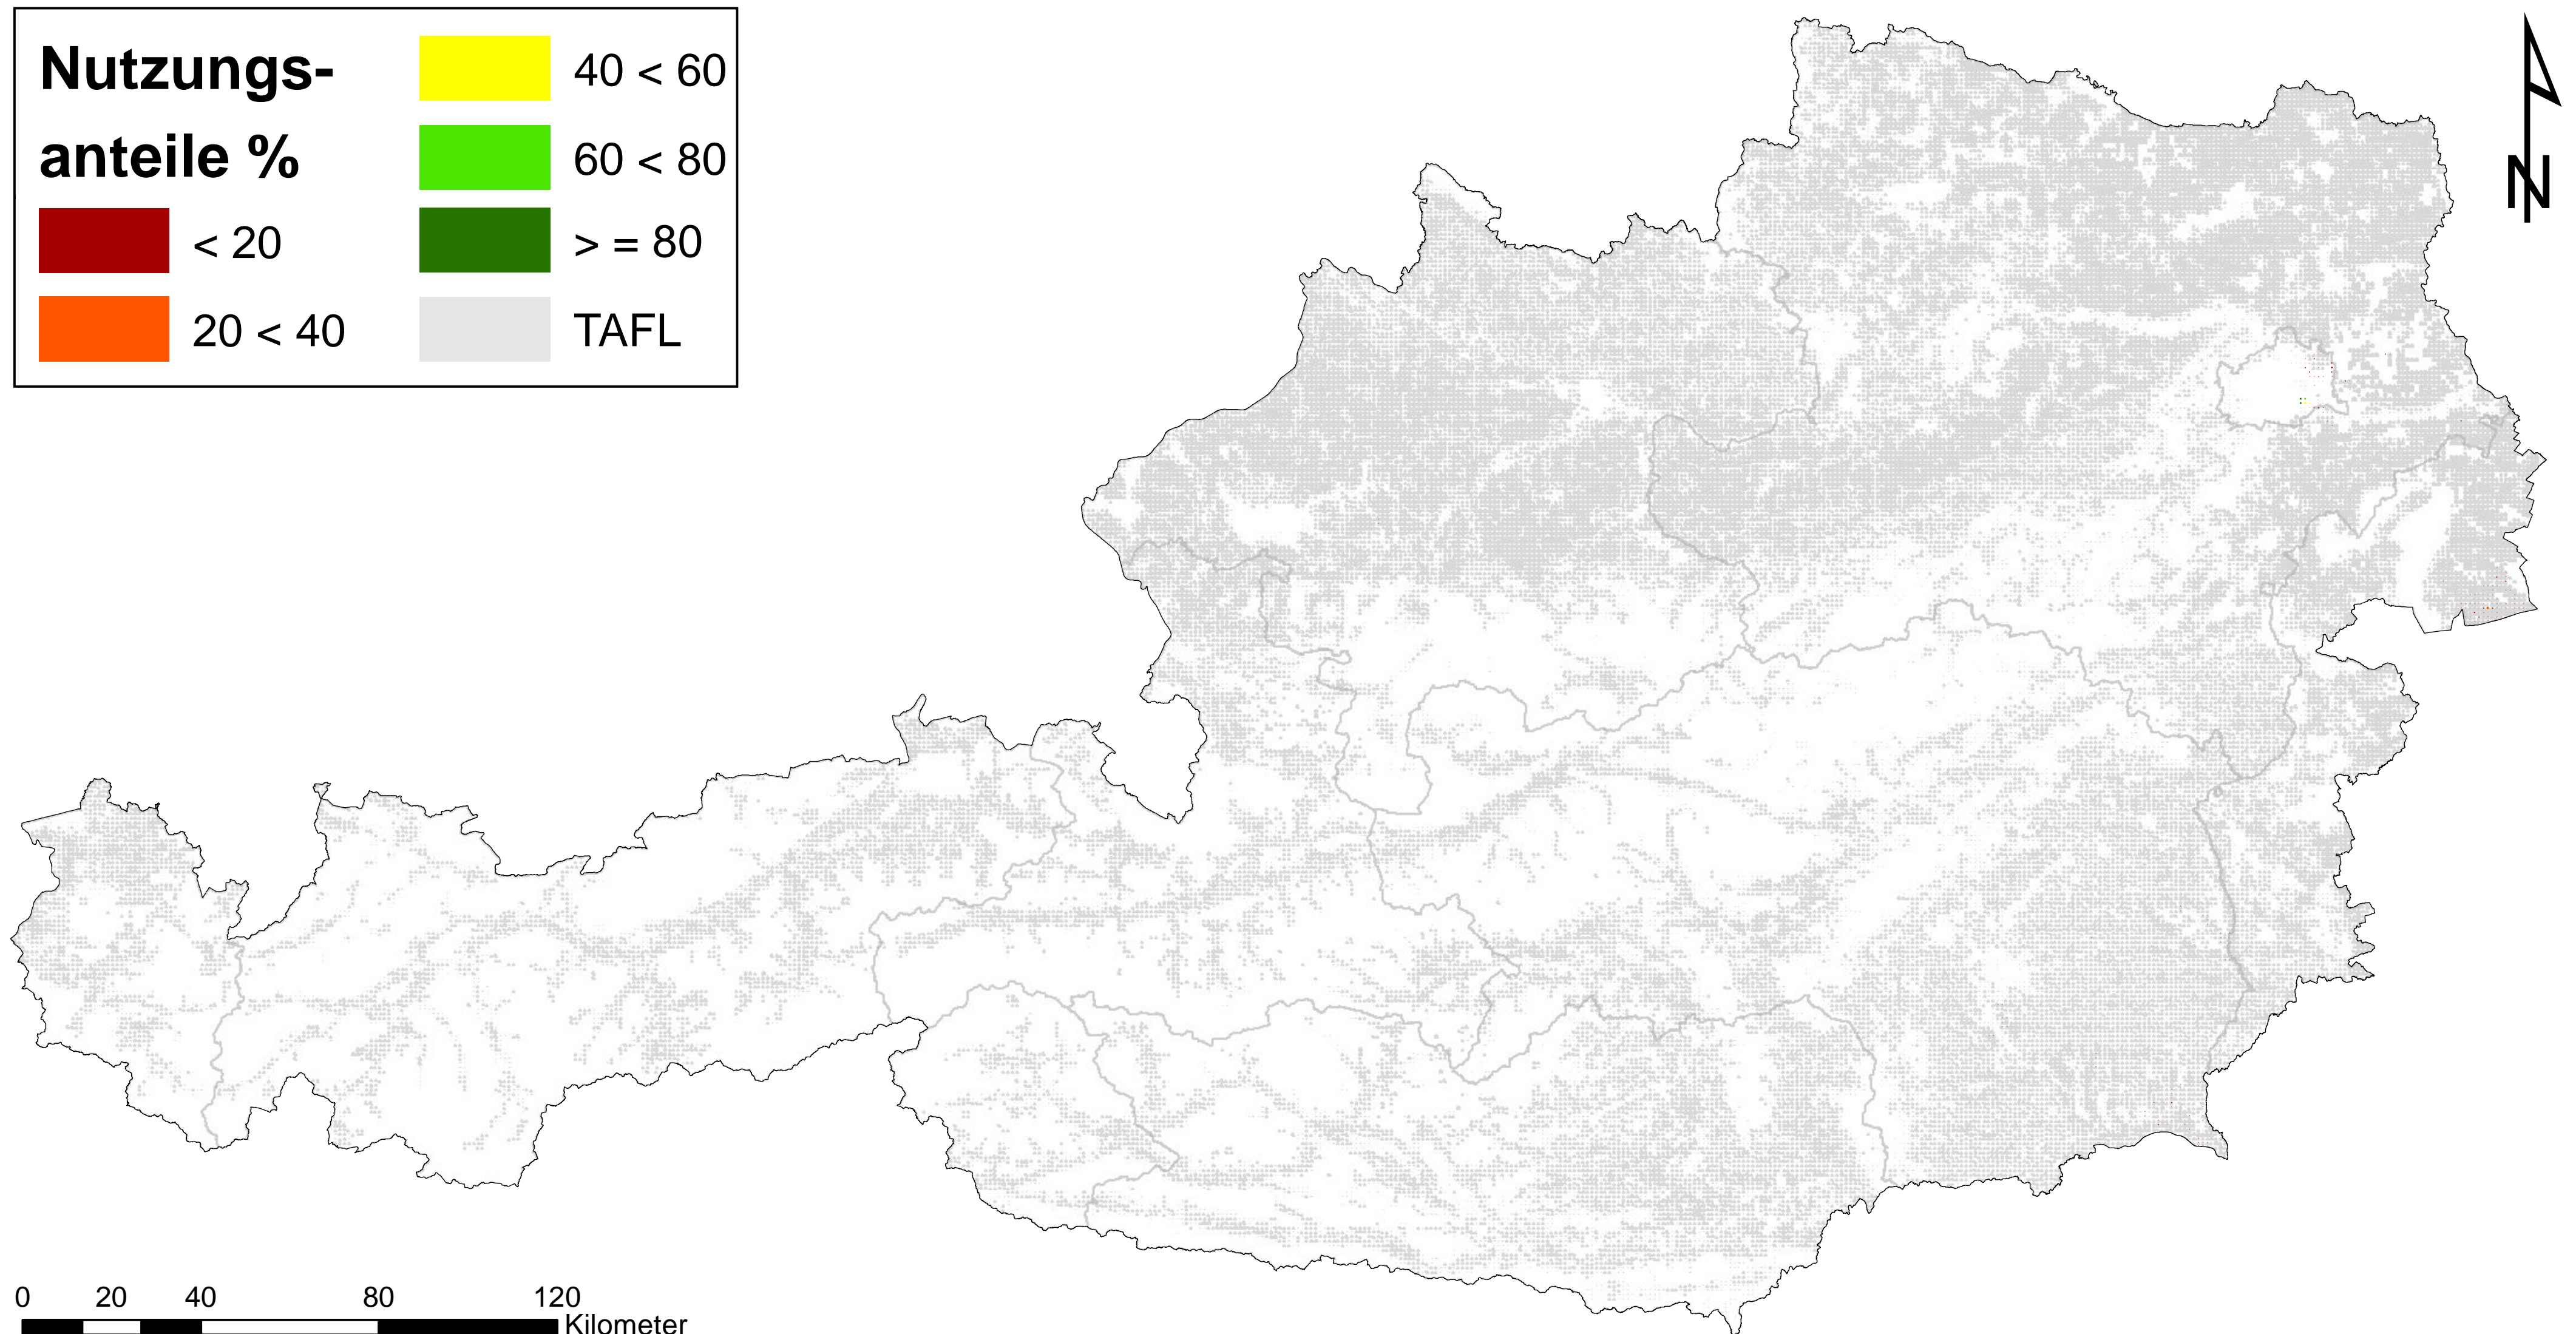 Nutzungs-
anteile %
< 20
20 < 40
40 < 60
60 < 80
> = 80
TAFL
N
0 20 40 80 120
Kilometer